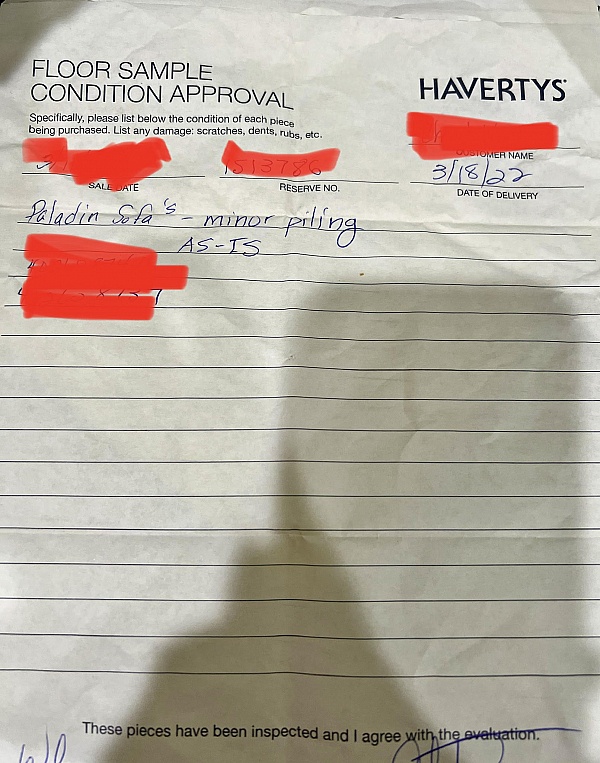 FLOOR SAMPLE
CONDITION APPROVAL
HAVERTYS
Specifically, please list below the condition of each piece
being purchased. List any damage: scratches, dents, rubs, etc.
CUSTOMER NAME
3/18/22
SALE DATE
RESERVE NO.
DATE OF DELIVERY
Paladin Sofa's - minor piling
AS-IS
These pieces have been inspected and I agree with the evaluation.